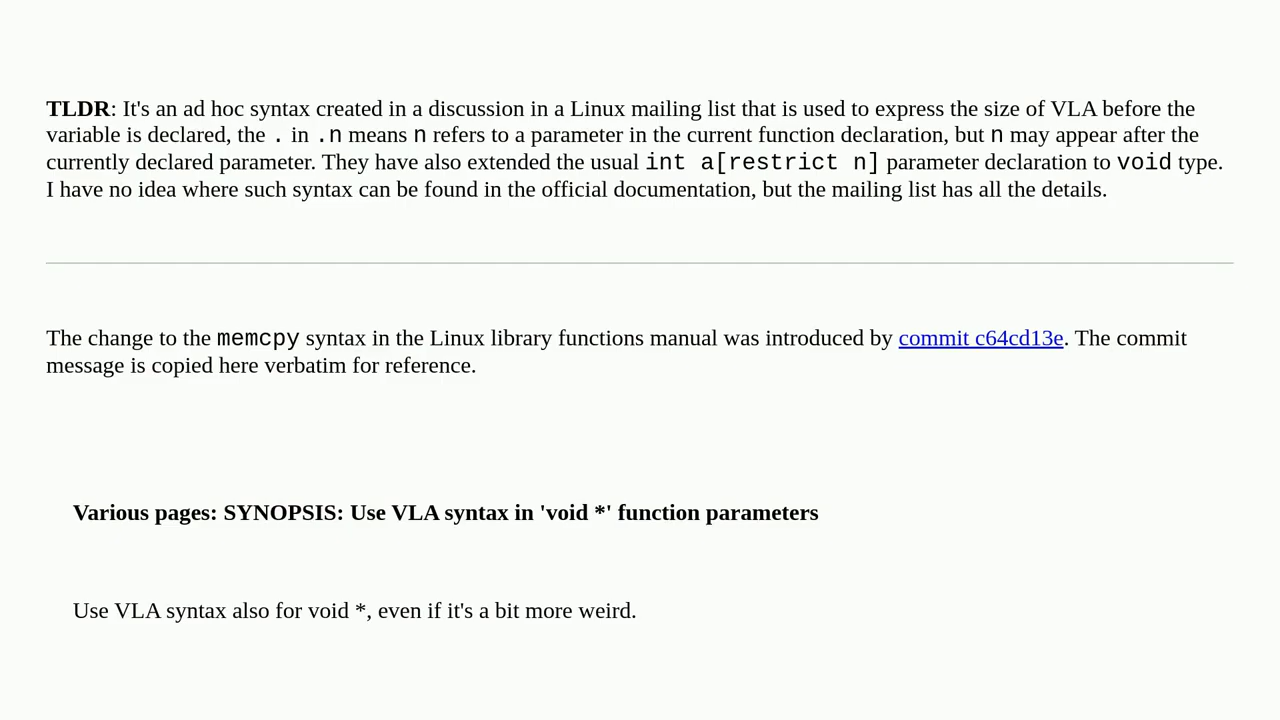 TLDR: It's an ad hoc syntax created in a discussion in a Linux mailing list that is used to express the size of VLA before the
variable is declared, the . in .n means n refers to a parameter in the current function declaration, but n may appear after the
currently declared parameter. They have also extended the usual int a[restrict n] parameter declaration to void type.
I have no idea where such syntax can be found in the official documentation, but the mailing list has all the details.
The change to the memcpy syntax in the Linux library functions manual was introduced by commit c64cd13e. The commit
message is copied here verbatim for reference.
Various pages: SYNOPSIS: Use VLA syntax in 'void *' function parameters
Use VLA syntax also for void *, even if it's a bit more weird.